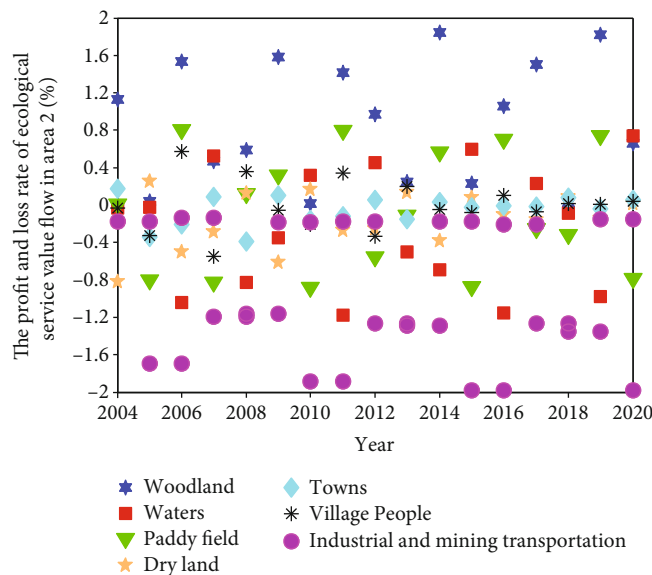 The profit and loss rate of ecological
service value flow in area 2 (%)
2
1.6
1.2
0.8
0.4
0
−0.4
−0.8
−1.2
−1.6
−2
2004 2006 2008 2010 2012 2014 2016 2018 2020
Year
Woodland
Waters
Paddy field
Dry land
Towns
Village People
Industrial and mining transportation